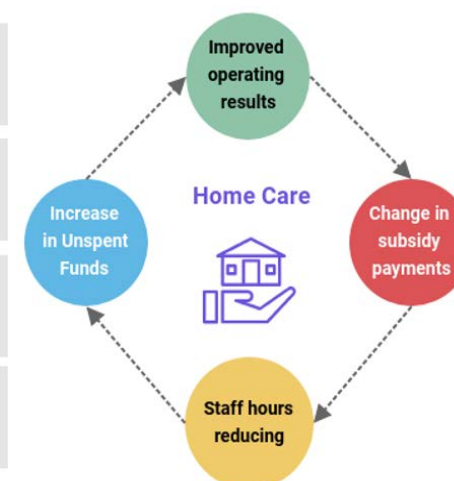 Improved
operating
results
Home Care
Increase
in Unspent
Funds
Change in
subsidy
payments
Staff hours
reducing